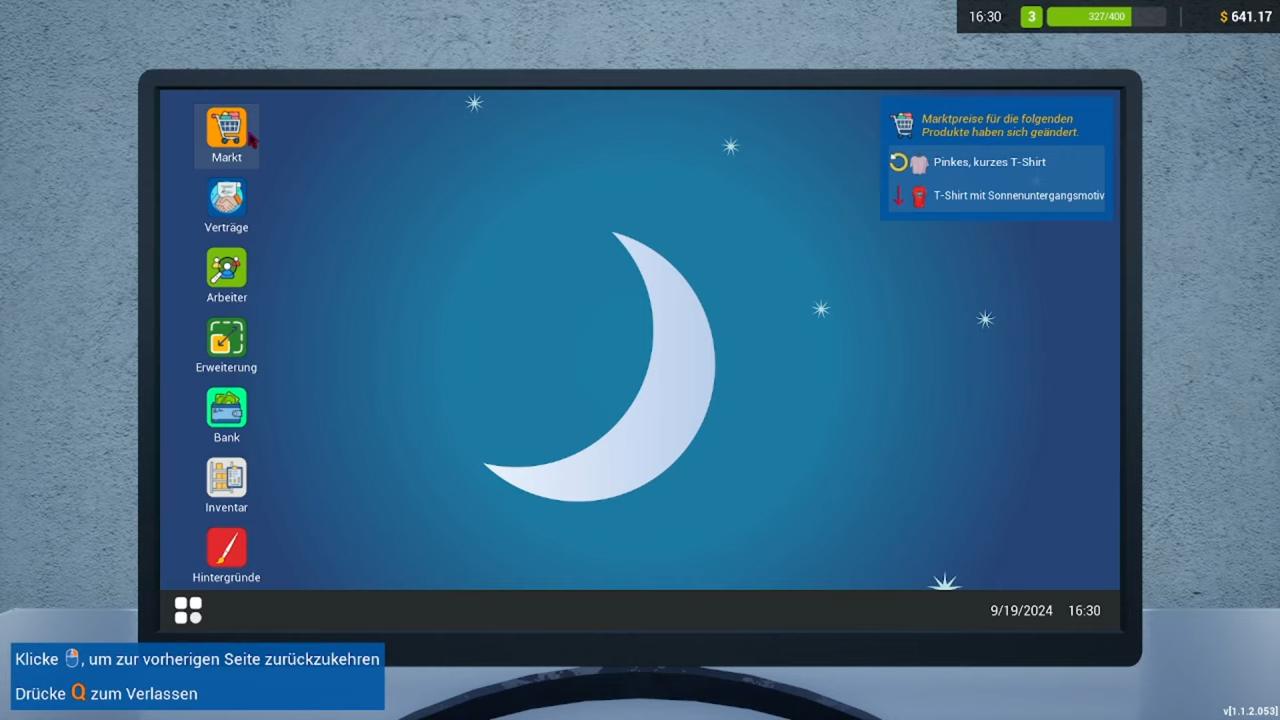 16:30
3
327/400
$ 641.17
Markt
Verträge
Arbeiter
Erweiterung
Bank
Inventar
Hintergründe
Marktpreise für die folgenden
Produkte haben sich geändert.
Pinkes, kurzes T-Shirt
T-Shirt mit Sonnenuntergangsmotiv
9/19/2024 16:30
Klicke , um zur vorherigen Seite zurückzukehren
Drücke Q zum Verlassen
v[1.1.2.053]